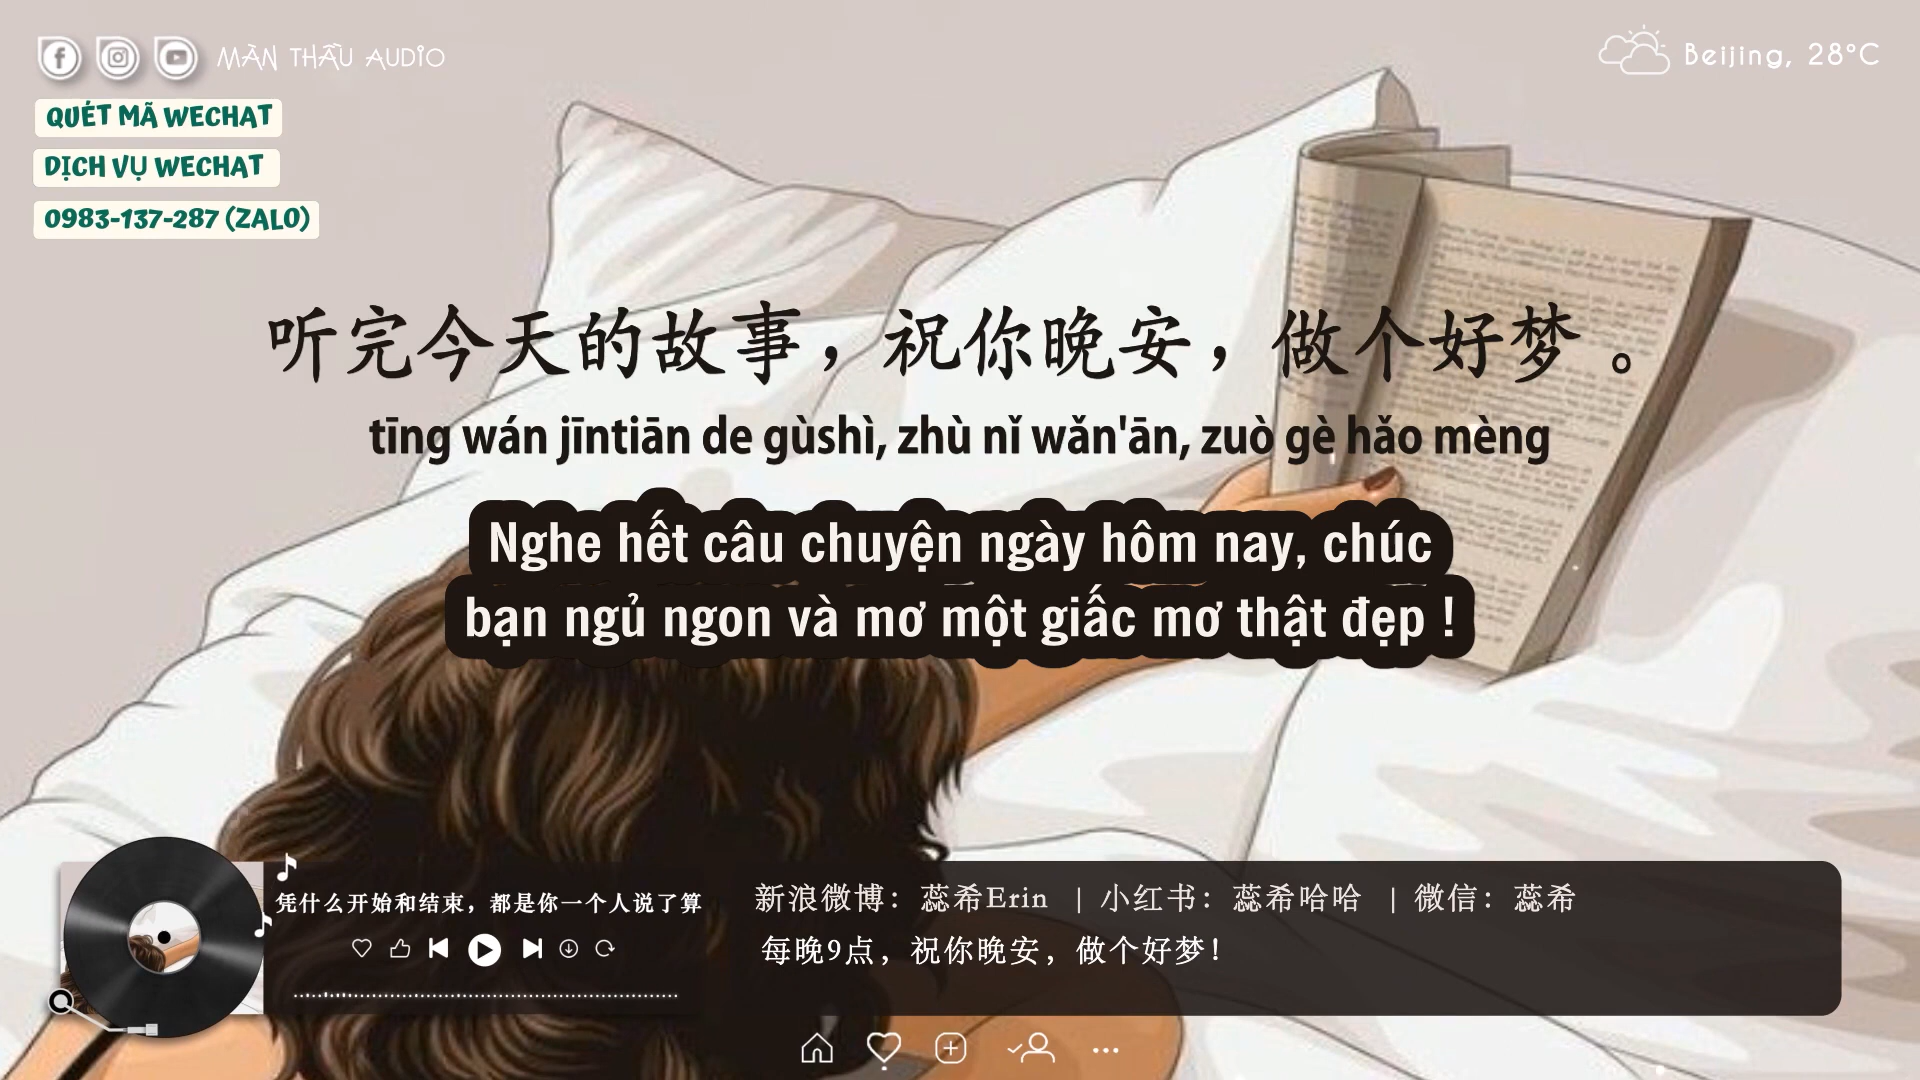 MÀN THẦU AUDIO
Beijing, 28°C
QUÉT MÃ WECHAT
DỊCH VỤ WECHAT
0983-137-287 (ZALO)
听完今天的故事，祝你晚安，做个好梦。
tīng wán jīntiān de gùshì, zhù nǐ wǎn'ān, zuò gè hǎo mèng
Nghe hết câu chuyện ngày hôm nay, chúc
bạn ngủ ngon và mơ một giấc mơ thật đẹp !
凭什么开始和结束，都是你一个人说了算
新浪微博：蕊希Erin | 小红书：蕊希哈哈 | 微信：蕊希
每晚9点，祝你晚安，做个好梦！